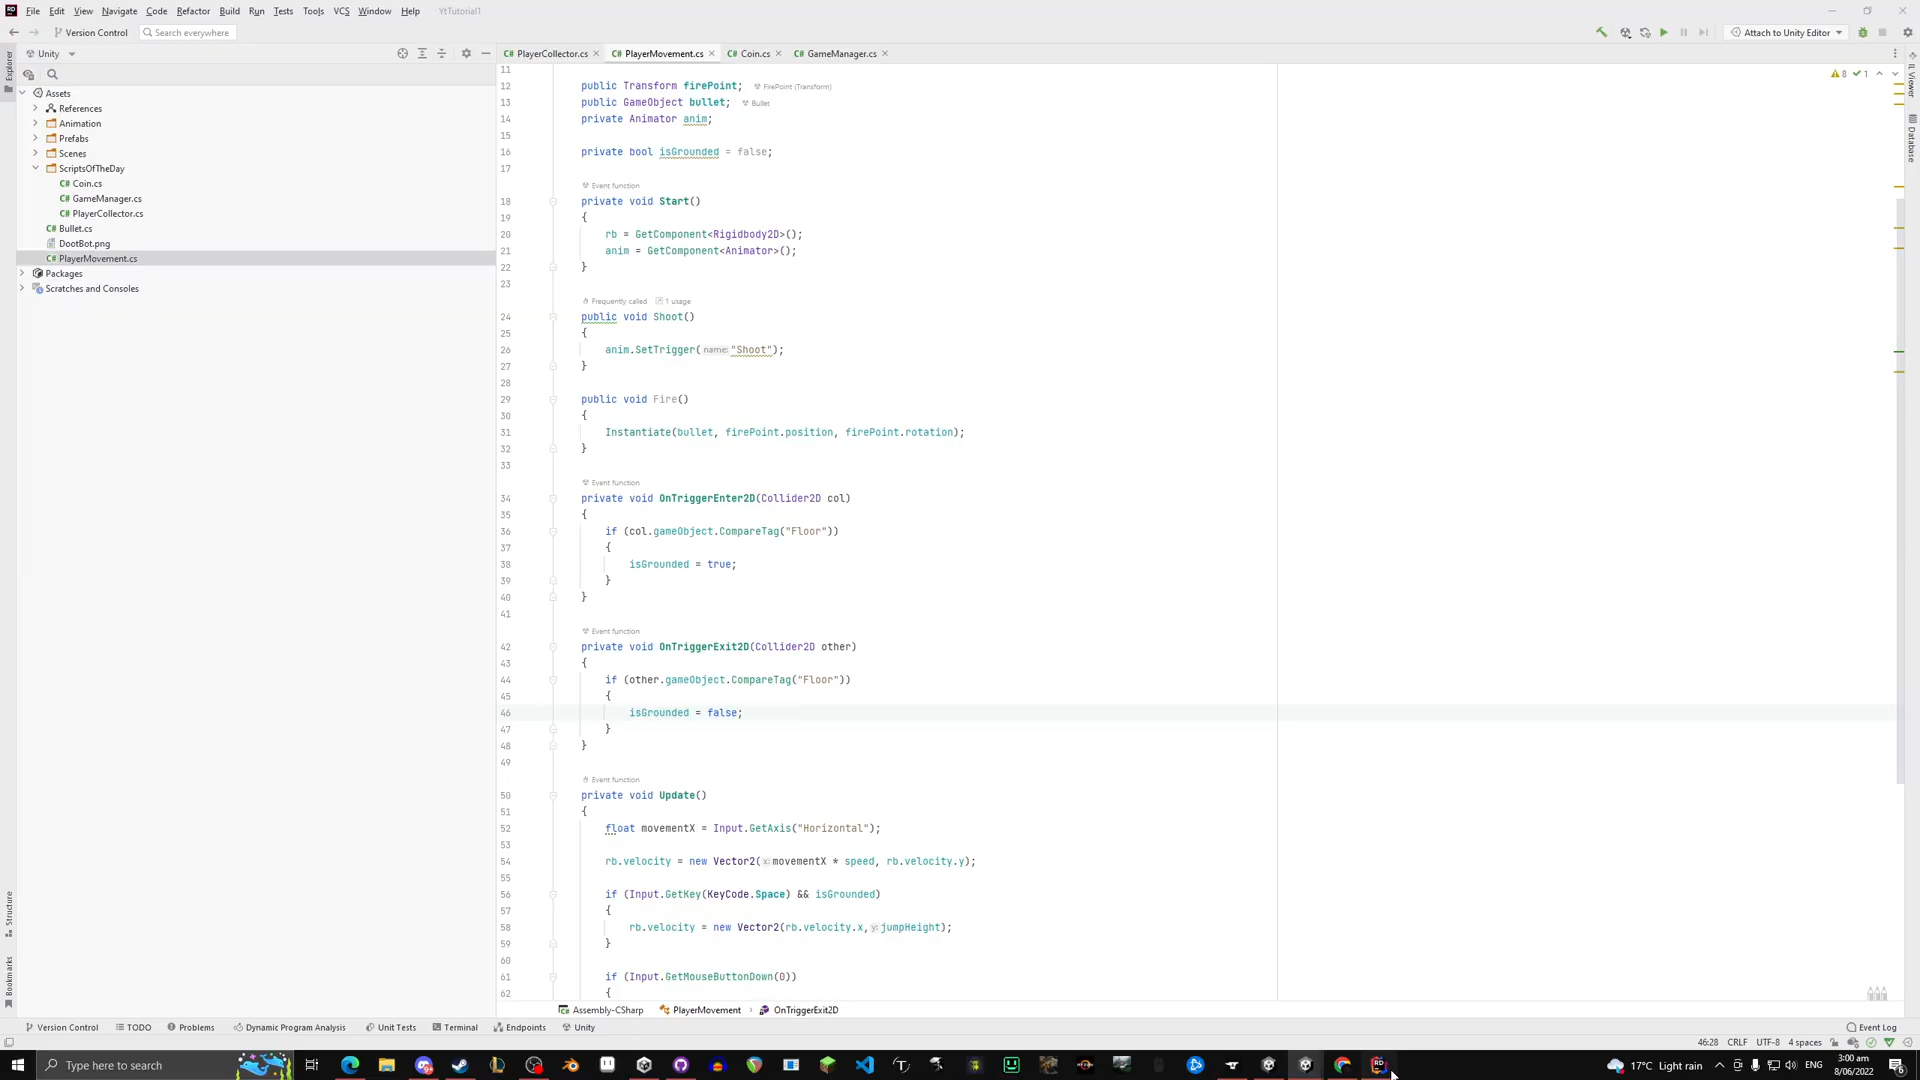 File Edit View Navigate Code Refactor Build Run Tests Tools VCS Window Help YtTutorial1
Version Control Search everywhere Attach to Unity Editor
Explorer Unity PlayerCollector.cs PlayerMovement.cs Coin.cs GameManager.cs
Assets
References
Animation
Prefabs
Scenes
ScriptsOfTheDay
C# Coin.cs
C# GameManager.cs
C# PlayerCollector.cs
C# Bullet.cs
DootBot.png
C# PlayerMovement.cs
Packages
Scratches and Consoles
8 1
IL Viewer
Database
11
12 public Transform firePoint; FirePoint (Transform)
13 public GameObject bullet; Bullet
14 private Animator anim;
15
16 private bool isGrounded = false;
17
Event function
18 private void Start()
19 {
20 rb = GetComponent<Rigidbody2D>();
21 anim = GetComponent<Animator>();
22 }
23
Frequently called 1 usage
24 public void Shoot()
25 {
26 anim.SetTrigger( name: "Shoot");
27 }
28
29 public void Fire()
30 {
31 Instantiate(bullet, firePoint.position, firePoint.rotation);
32 }
33
Event function
34 private void OnTriggerEnter2D(Collider2D col)
35 {
36 if (col.gameObject.CompareTag("Floor"))
37 {
38 isGrounded = true;
39 }
40 }
41
Event function
42 private void OnTriggerExit2D(Collider2D other)
43 {
44 if (other.gameObject.CompareTag("Floor"))
45 {
46 isGrounded = false;
47 }
48 }
49
Event function
50 private void Update()
51 {
52 float movementX = Input.GetAxis("Horizontal");
53
54 rb.velocity = new Vector2( x: movementX * speed, rb.velocity.y);
55
56 if (Input.GetKey(KeyCode.Space) && isGrounded)
57 {
58 rb.velocity = new Vector2(rb.velocity.x, y: jumpHeight);
59 }
60
61 if (Input.GetMouseButtonDown(0))
62 {
Structure
Bookmarks
Assembly-CSharp PlayerMovement OnTriggerExit2D
Version Control TODO Problems Dynamic Program Analysis Unit Tests Terminal Endpoints Unity Event Log
46:28 CRLF UTF-8 4 spaces
Type here to search 17°C Light rain ENG 3:00 am
8/06/2022